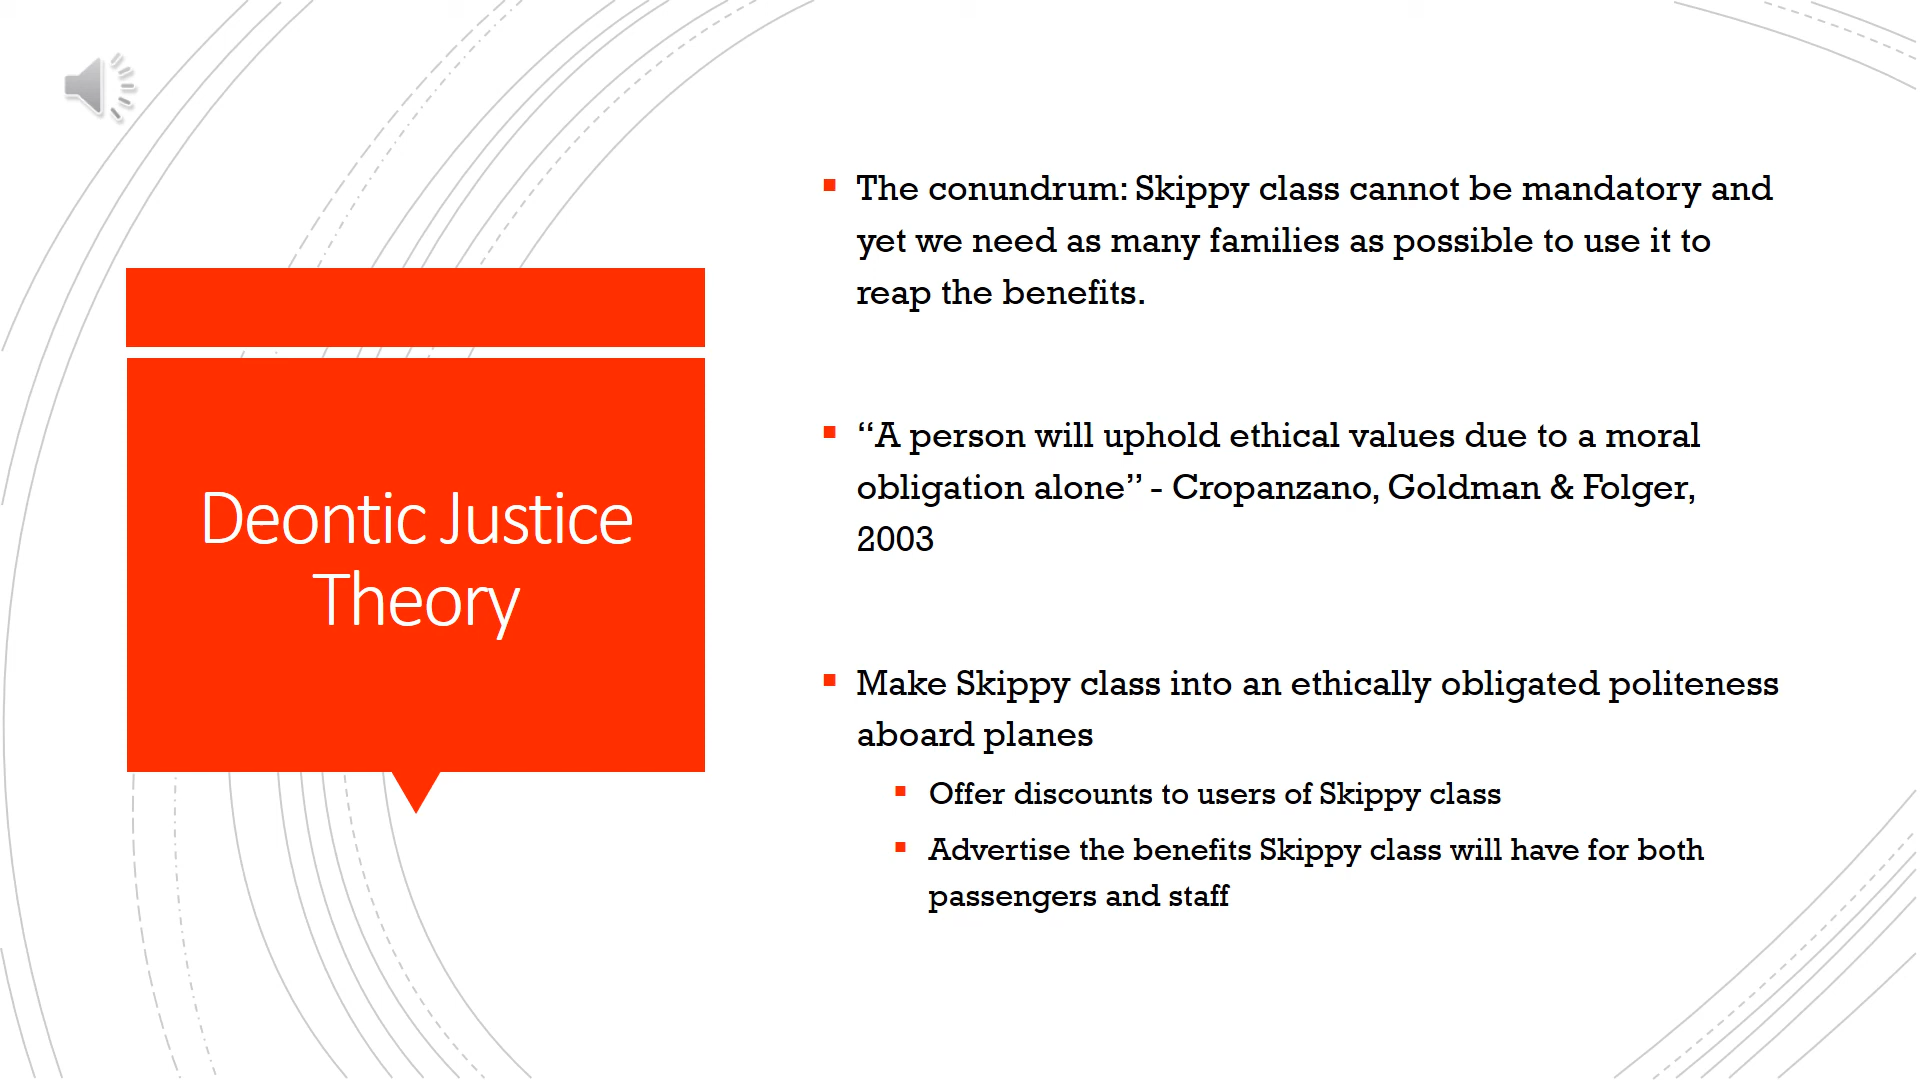 Deontic Justice
Theory
The conundrum: Skippy class cannot be mandatory and
yet we need as many families as possible to use it to
reap the benefits.
“A person will uphold ethical values due to a moral
obligation alone” - Cropanzano, Goldman & Folger,
2003
Make Skippy class into an ethically obligated politeness
aboard planes
Offer discounts to users of Skippy class
Advertise the benefits Skippy class will have for both
passengers and staff